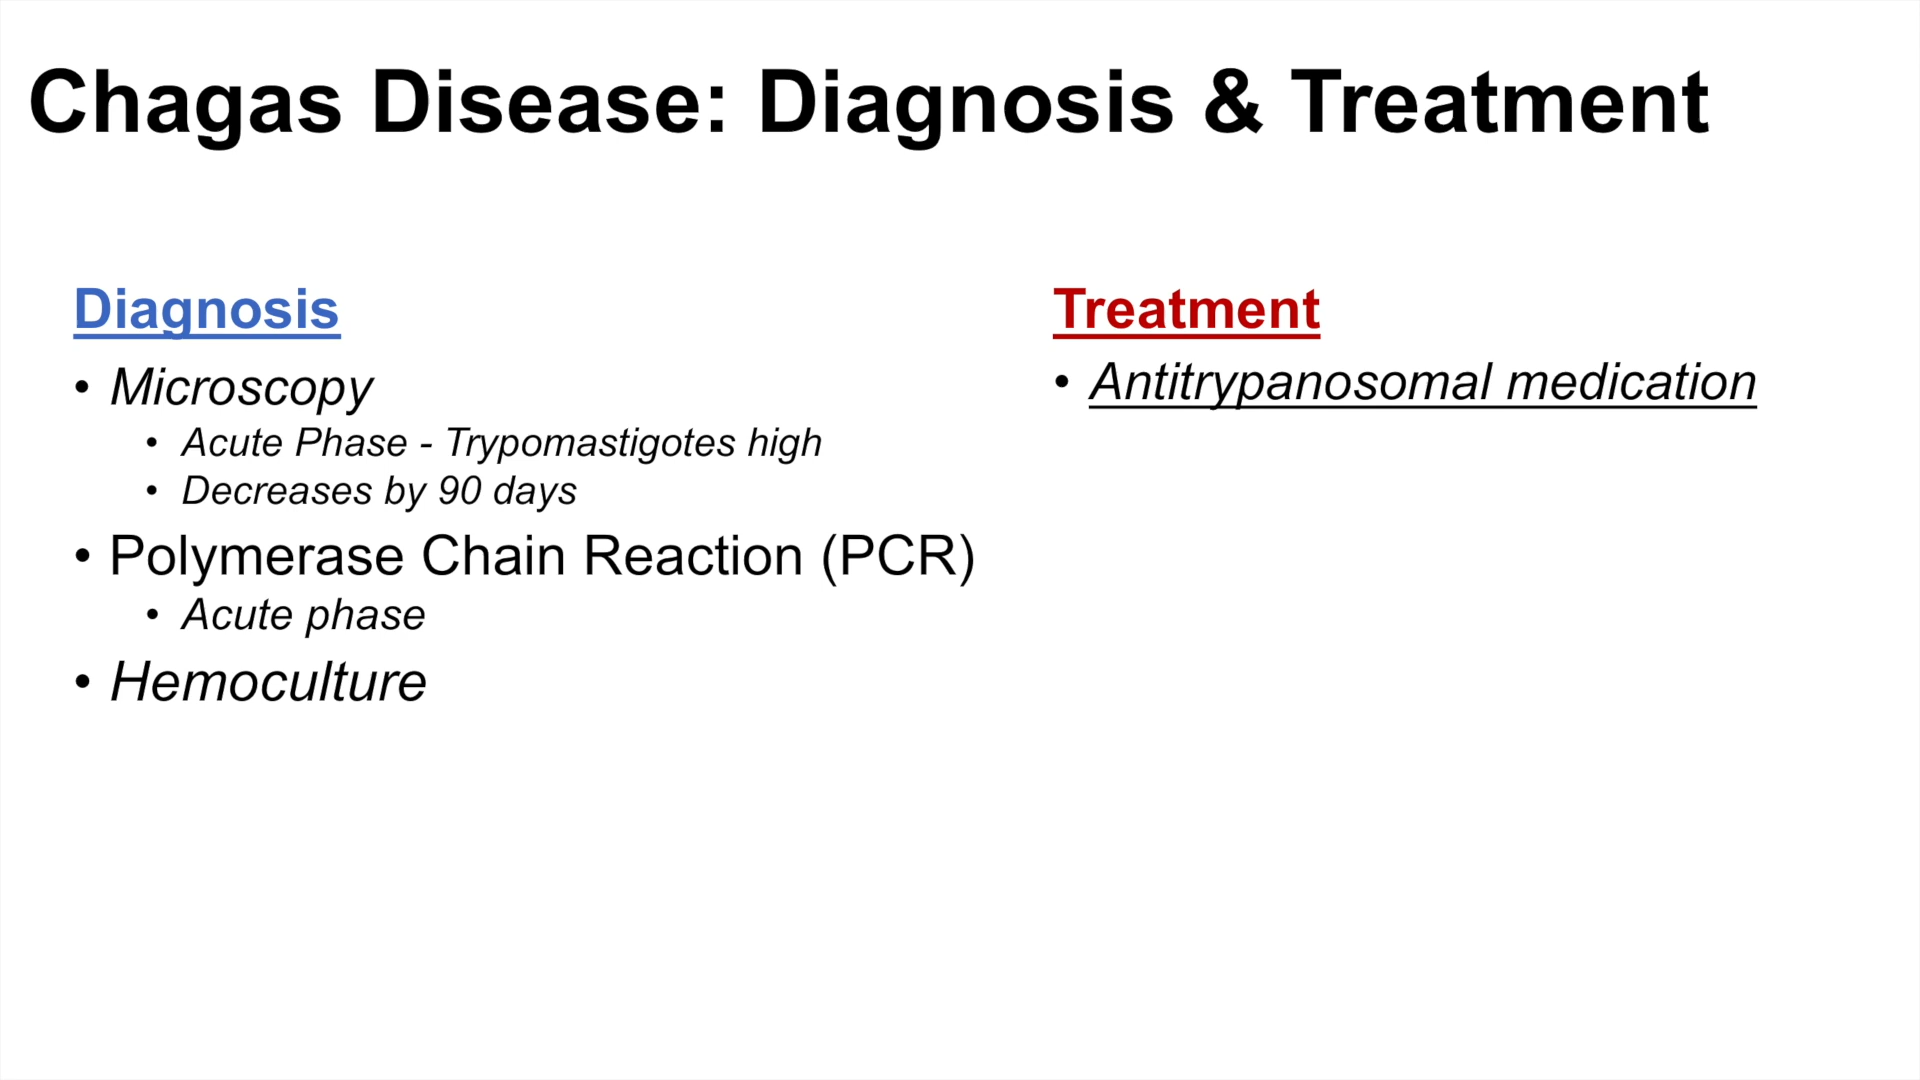 Chagas Disease: Diagnosis & Treatment
Diagnosis
• Microscopy
• Acute Phase - Trypomastigotes high
• Decreases by 90 days
• Polymerase Chain Reaction (PCR)
• Acute phase
• Hemoculture
Treatment
• Antitrypanosomal medication